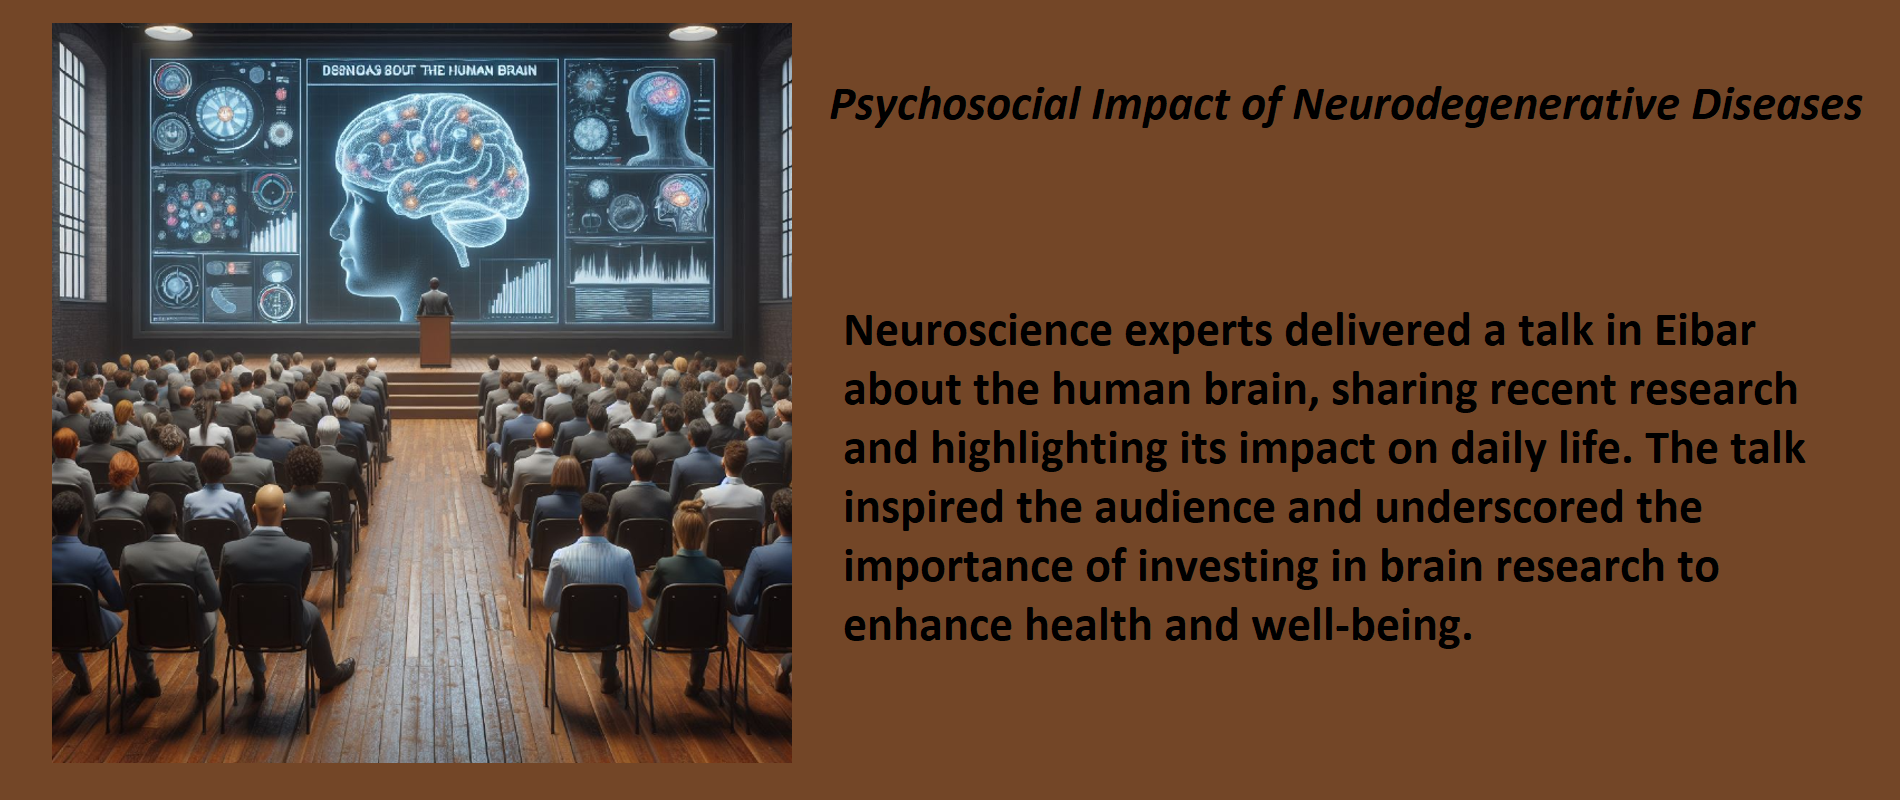 DSSNOAS BOUT THE HUMAN BRAIN
Psychosocial Impact of Neurodegenerative Diseases
Neuroscience experts delivered a talk in Eibar
about the human brain, sharing recent research
and highlighting its impact on daily life. The talk
inspired the audience and underscored the
importance of investing in brain research to
enhance health and well-being.